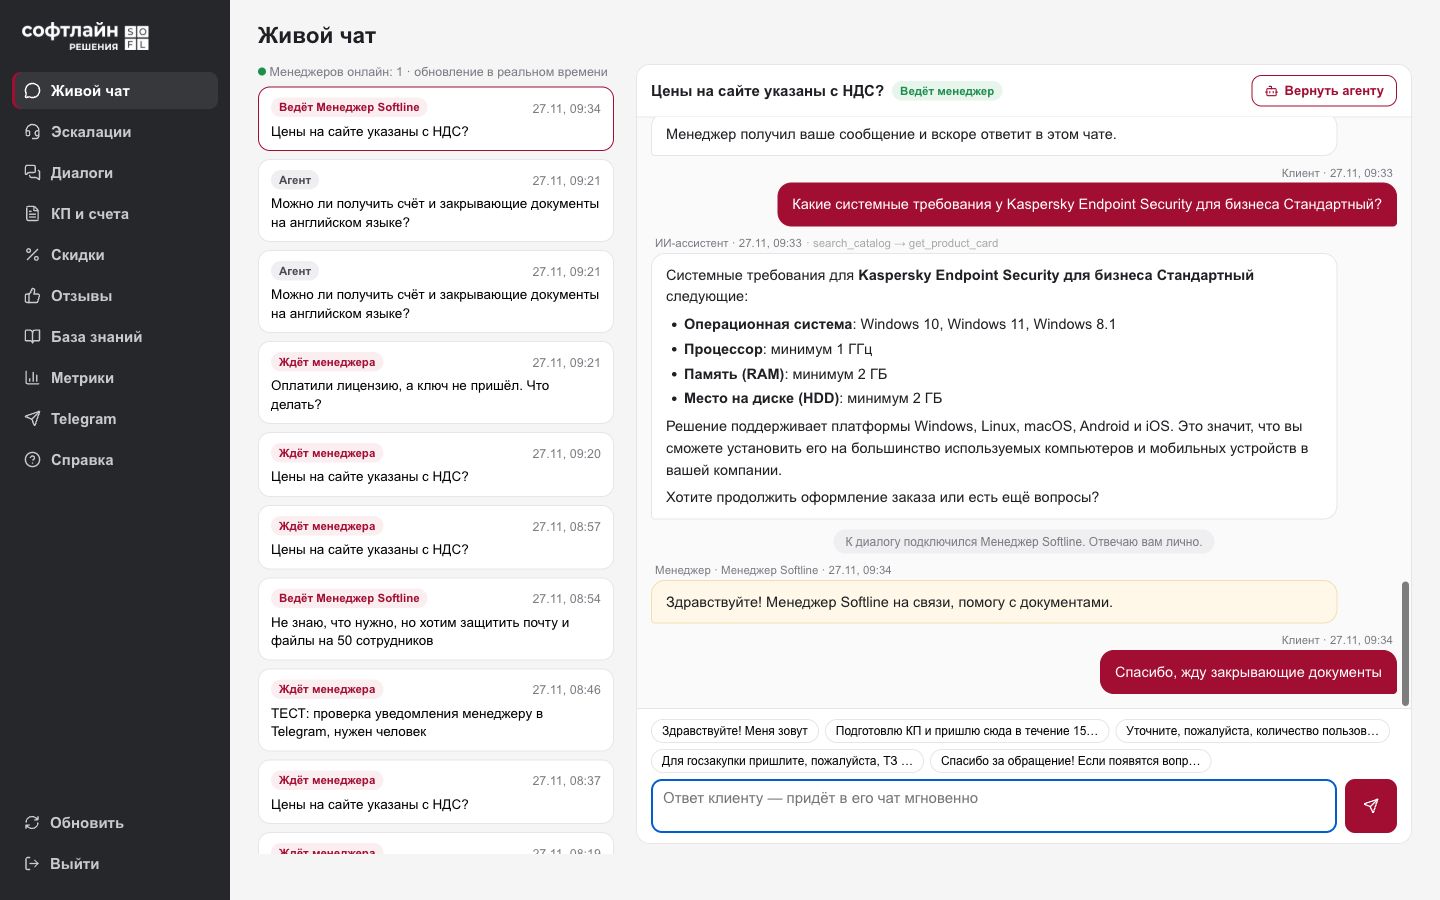 софтлайн
решения
SO
FL
Живой чат
Эскалации
Диалоги
КП и счета
Скидки
Отзывы
База знаний
Метрики
Telegram
Справка
Обновить
Выйти
Живой чат
Менеджеров онлайн: 1 · обновление в реальном времени
Ведёт Менеджер Softline 27.11, 09:34
Цены на сайте указаны с НДС?
Агент 27.11, 09:21
Можно ли получить счёт и закрывающие документы
на английском языке?
Агент 27.11, 09:21
Можно ли получить счёт и закрывающие документы
на английском языке?
Ждёт менеджера 27.11, 09:21
Оплатили лицензию, а ключ не пришёл. Что
делать?
Ждёт менеджера 27.11, 09:20
Цены на сайте указаны с НДС?
Ждёт менеджера 27.11, 08:57
Цены на сайте указаны с НДС?
Ведёт Менеджер Softline 27.11, 08:54
Не знаю, что нужно, но хотим защитить почту и
файлы на 50 сотрудников
Ждёт менеджера 27.11, 08:46
ТЕСТ: проверка уведомления менеджеру в
Telegram, нужен человек
Ждёт менеджера 27.11, 08:37
Цены на сайте указаны с НДС?
Ждёт менеджера 27.11, 08:19
Цены на сайте указаны с НДС? Ведёт менеджер Вернуть агенту
Менеджер получил ваше сообщение и вскоре ответит в этом чате.
Клиент · 27.11, 09:33
Какие системные требования у Kaspersky Endpoint Security для бизнеса Стандартный?
ИИ-ассистент · 27.11, 09:33 · search_catalog → get_product_card
Системные требования для Kaspersky Endpoint Security для бизнеса Стандартный
следующие:
• Операционная система: Windows 10, Windows 11, Windows 8.1
• Процессор: минимум 1 ГГц
• Память (RAM): минимум 2 ГБ
• Место на диске (HDD): минимум 2 ГБ
Решение поддерживает платформы Windows, Linux, macOS, Android и iOS. Это значит, что вы
сможете установить его на большинство используемых компьютеров и мобильных устройств в
вашей компании.
Хотите продолжить оформление заказа или есть ещё вопросы?
К диалогу подключился Менеджер Softline. Отвечаю вам лично.
Менеджер · Менеджер Softline · 27.11, 09:34
Здравствуйте! Менеджер Softline на связи, помогу с документами.
Клиент · 27.11, 09:34
Спасибо, жду закрывающие документы
Здравствуйте! Меня зовут Подготовлю КП и пришлю сюда в течение 15… Уточните, пожалуйста, количество пользов…
Для госзакупки пришлите, пожалуйста, ТЗ … Спасибо за обращение! Если появятся вопр…
Ответ клиенту — придёт в его чат мгновенно